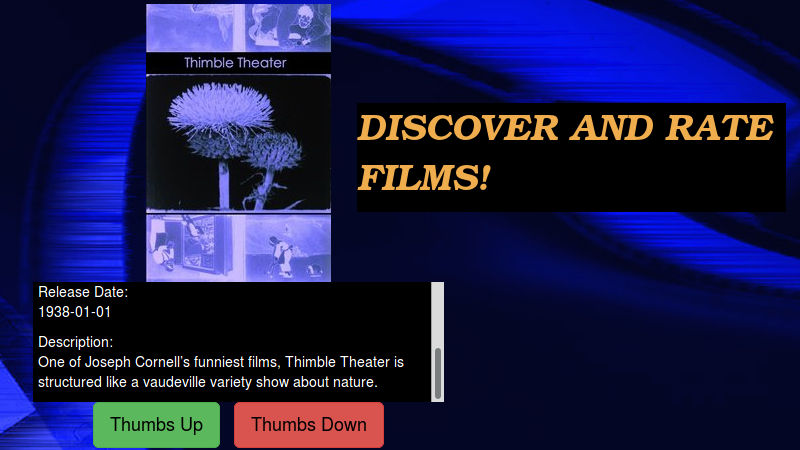 Thimble Theater
DISCOVER AND RATE
FILMS!
Release Date:
1938-01-01
Description:
One of Joseph Cornell's funniest films, Thimble Theater is
structured like a vaudeville variety show about nature.
Thumbs Up
Thumbs Down